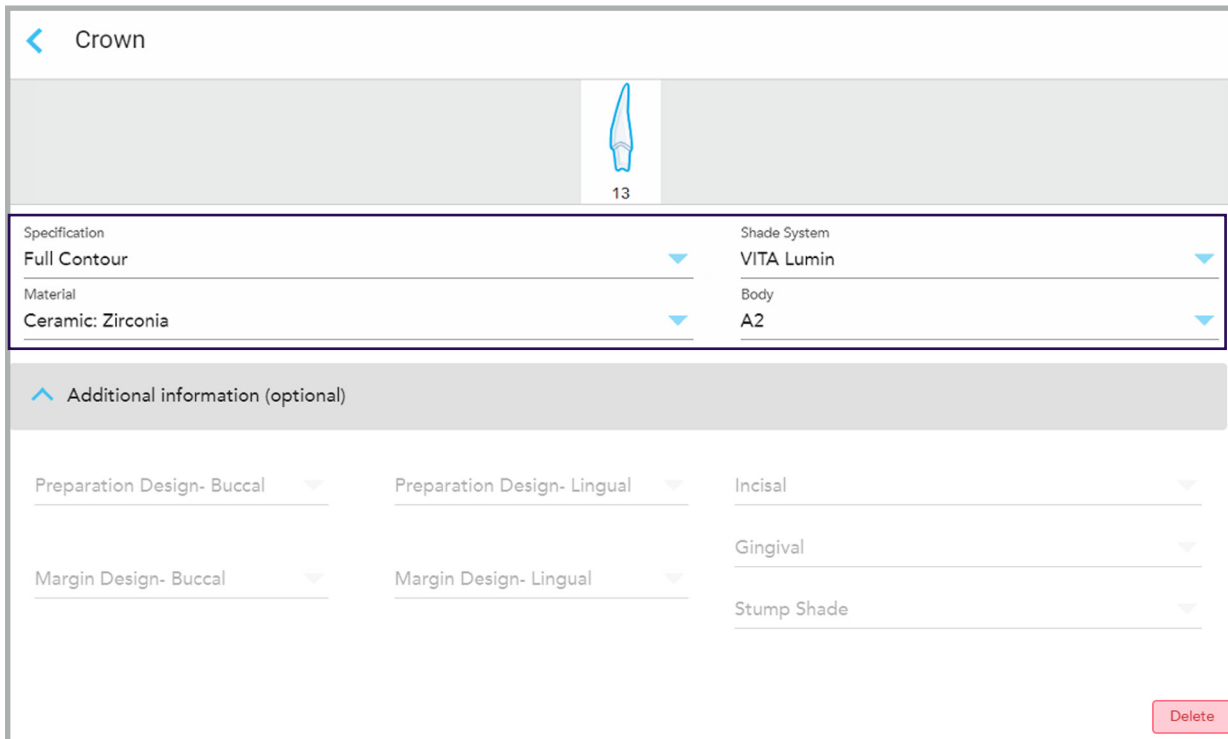 Crown
13
Specification
Full Contour
Shade System
VITA Lumin
Material
Ceramic: Zirconia
Body
A2
Additional information (optional)
Preparation Design- Buccal
Preparation Design- Lingual
Incisal
Gingival
Margin Design- Buccal
Margin Design- Lingual
Stump Shade
Delete